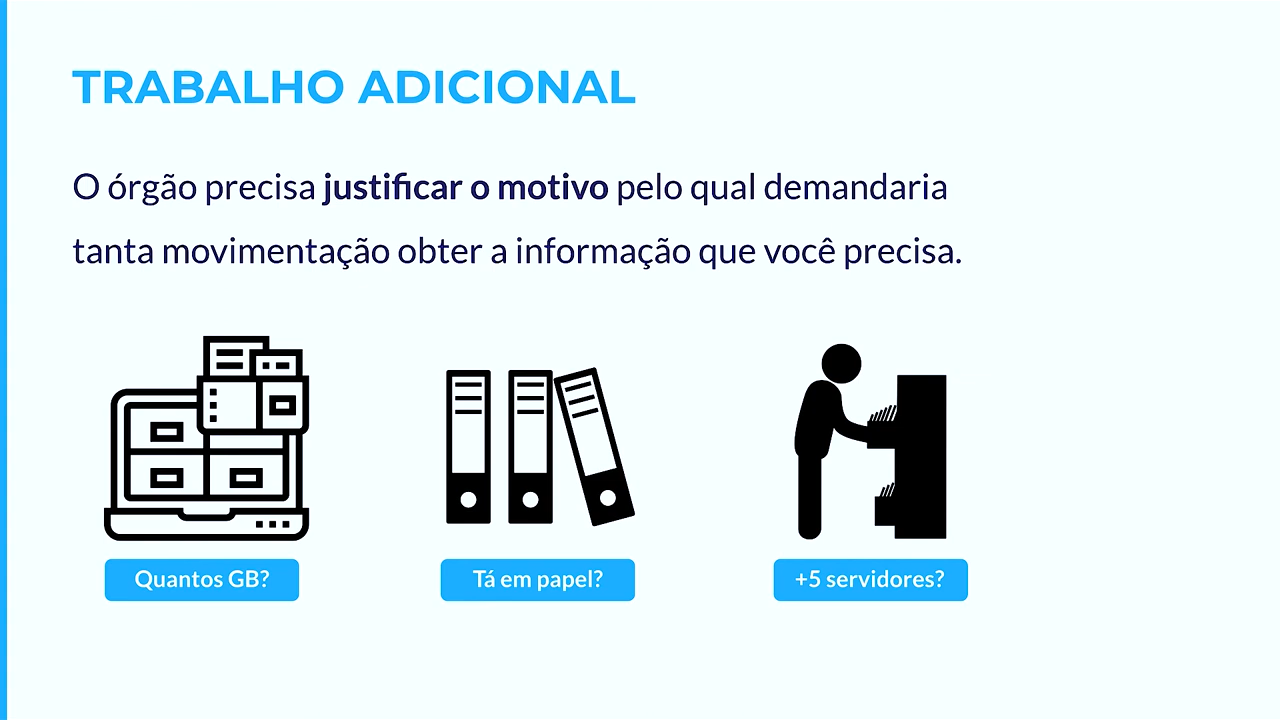 TRABALHO ADICIONAL
O órgão precisa justificar o motivo pelo qual demandaria
tanta movimentação obter a informação que você precisa.
Quantos GB?
Tá em papel?
+5 servidores?